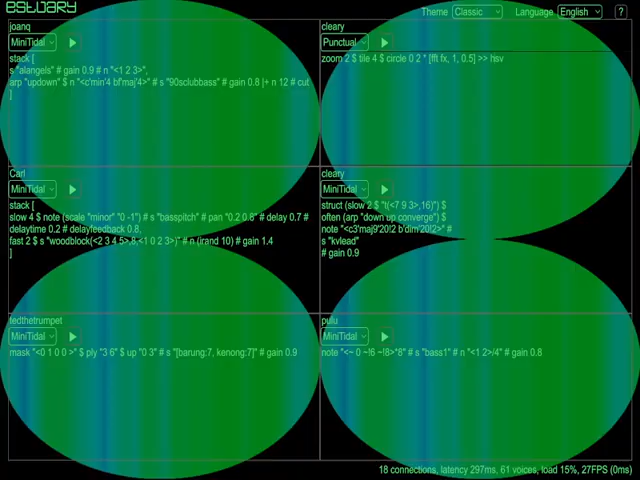 estuary
Theme Classic Language English ?
joanq
MiniTidal
stack [
s "alangels" # gain 0.9 # n "<1 2 3>",
arp "updown" $ n "<c'min'4 bf'maj'4>" # s "90sclubbass" # gain 0.8 |+ n 12 # cut
]
cleary
Punctual
zoom 2 $ tile 4 $ circle 0 2 * [fft fx, 1, 0.5] >> hsv
Carl
MiniTidal
stack [
slow 4 $ note (scale "minor" "0 -1") # s "basspitch" # pan "0.2 0.8" # delay 0.7 #
delaytime 0.2 # delayfeedback 0.8,
fast 2 $ s "woodblock(<2 3 4 5>,8,<1 0 2 3>)" # n (irand 10) # gain 1.4
]
cleary
MiniTidal
struct (slow 2 $ "t(<7 9 3>,16)") $
often (arp "down up converge") $
note "<c3'maj9'20!2 b'dim'20!2>" #
s "kvlead"
# gain 0.9
tedthetrumpet
MiniTidal
mask "<0 1 0 0 >" $ ply "3 6" $ up "0 3" # s "[barung:7, kenong:7]" # gain 0.9
pulu
MiniTidal
note "<~ 0 ~!6 ~!8>*8" # s "bass1" # n "<1 2>/4" # gain 0.8
18 connections, latency 297ms, 61 voices, load 15%, 27FPS (0ms)